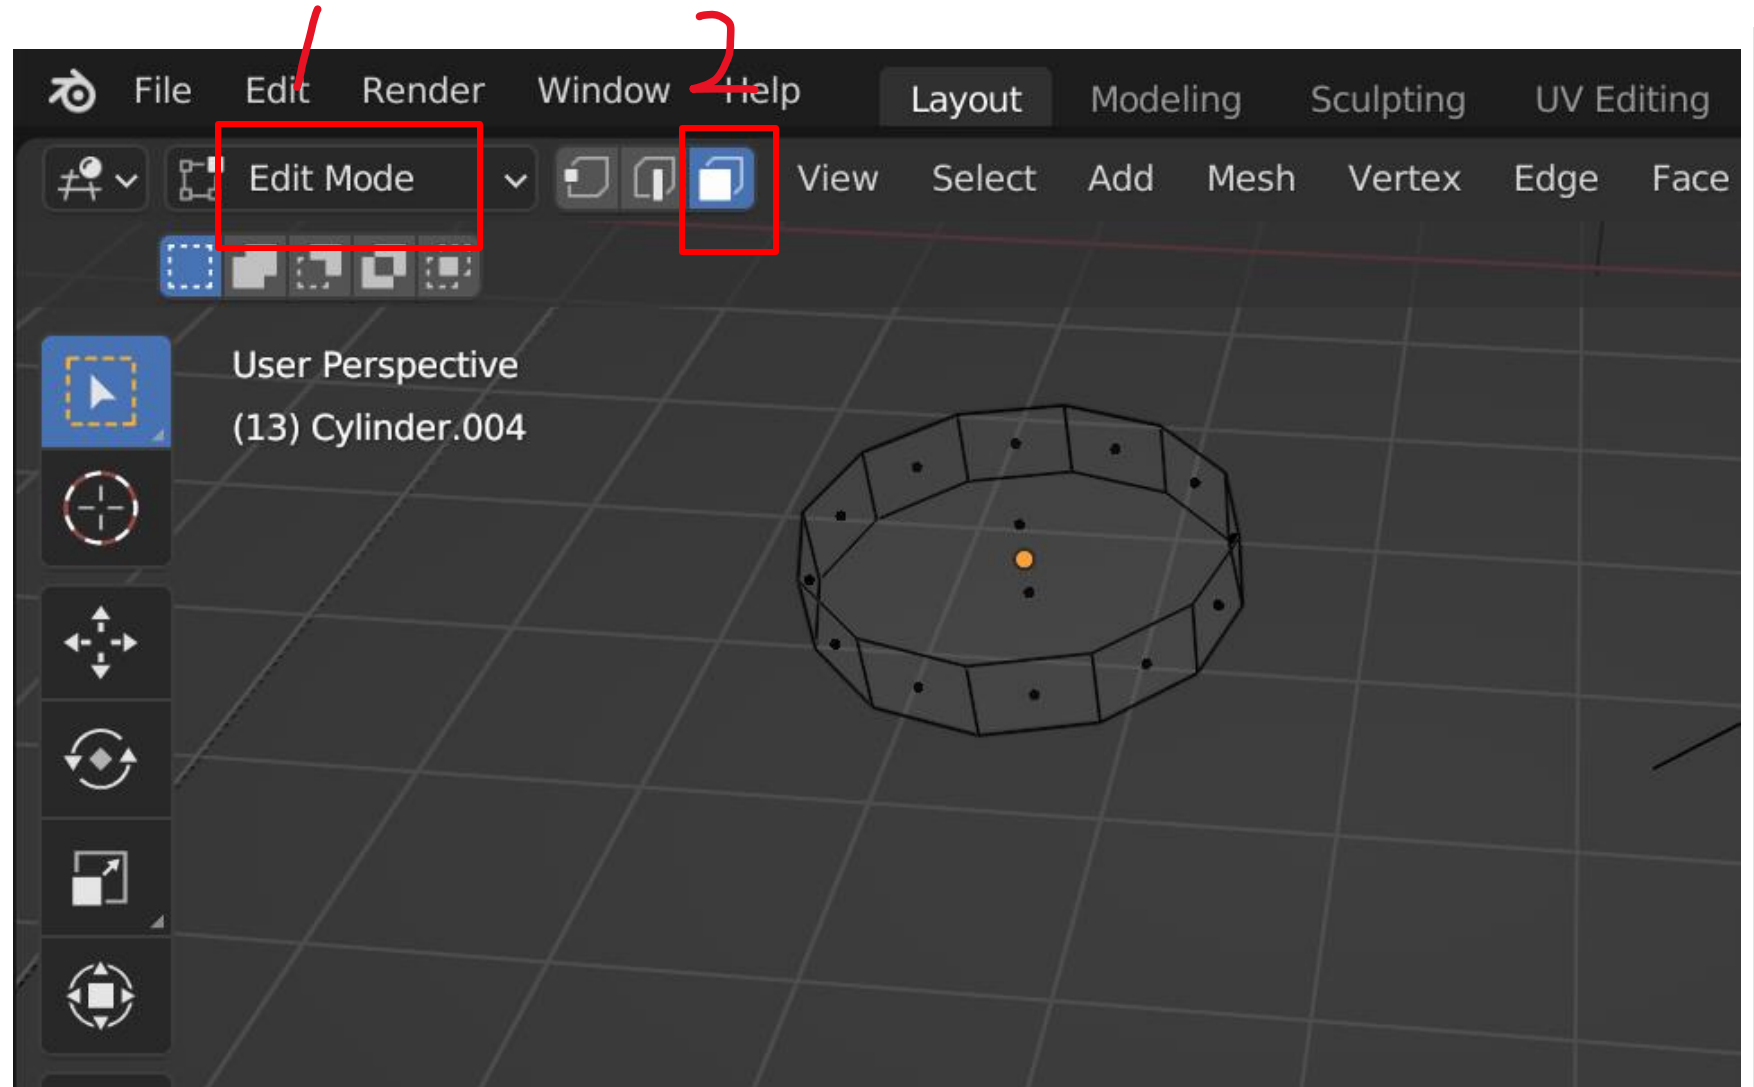 1 2
File Edit Render Window Help Layout Modeling Sculpting UV Editing
Edit Mode View Select Add Mesh Vertex Edge Face
User Perspective
(13) Cylinder.004